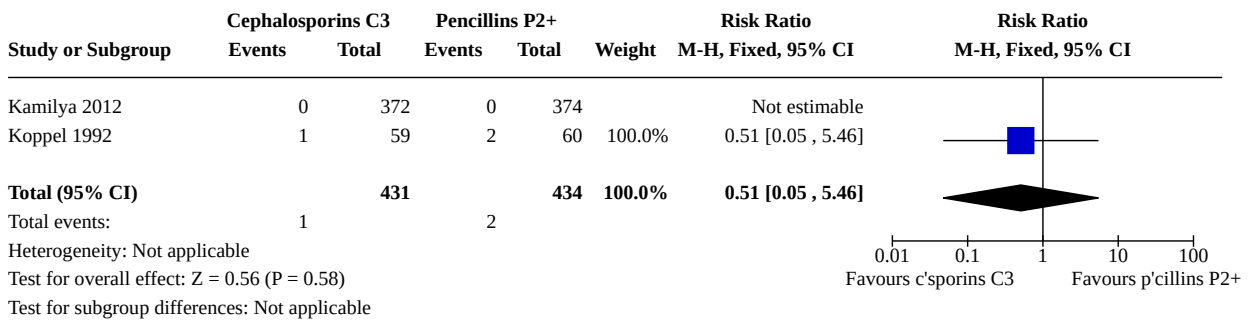 Cephalosporins C3 Pencillins P2+ Risk Ratio Risk Ratio
Study or Subgroup Events Total Events Total Weight M-H, Fixed, 95% CI M-H, Fixed, 95% CI
Kamilya 2012 0 372 0 374 Not estimable
Koppel 1992 1 59 2 60 100.0% 0.51 [0.05 , 5.46]
Total (95% CI) 431 434 100.0% 0.51 [0.05 , 5.46]
Total events: 1 2
Heterogeneity: Not applicable
0.01 0.1 1 10 100
Test for overall effect: Z = 0.56 (P = 0.58) Favours c'sporins C3 Favours p'cillins P2+
Test for subgroup differences: Not applicable